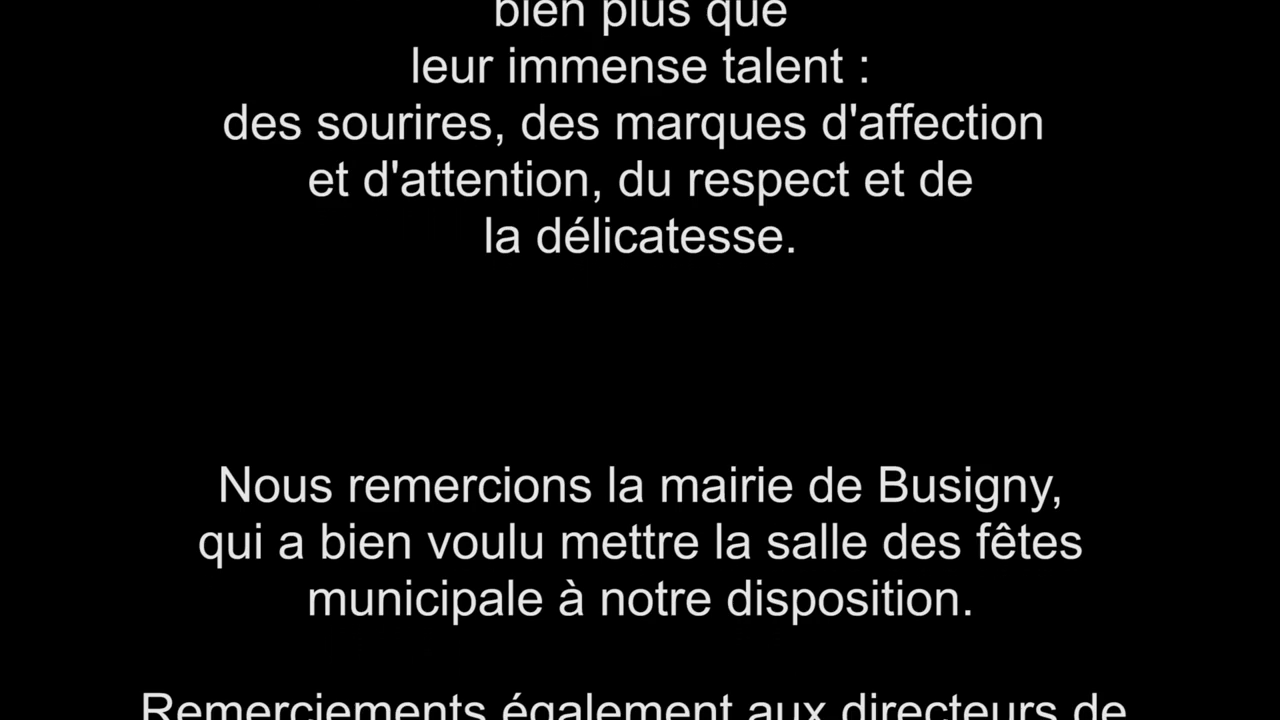 bien plus que
leur immense talent :
des sourires, des marques d'affection
et d'attention, du respect et de
la délicatesse.
Nous remercions la mairie de Busigny,
qui a bien voulu mettre la salle des fêtes
municipale à notre disposition.
Remerciements également aux directeurs de